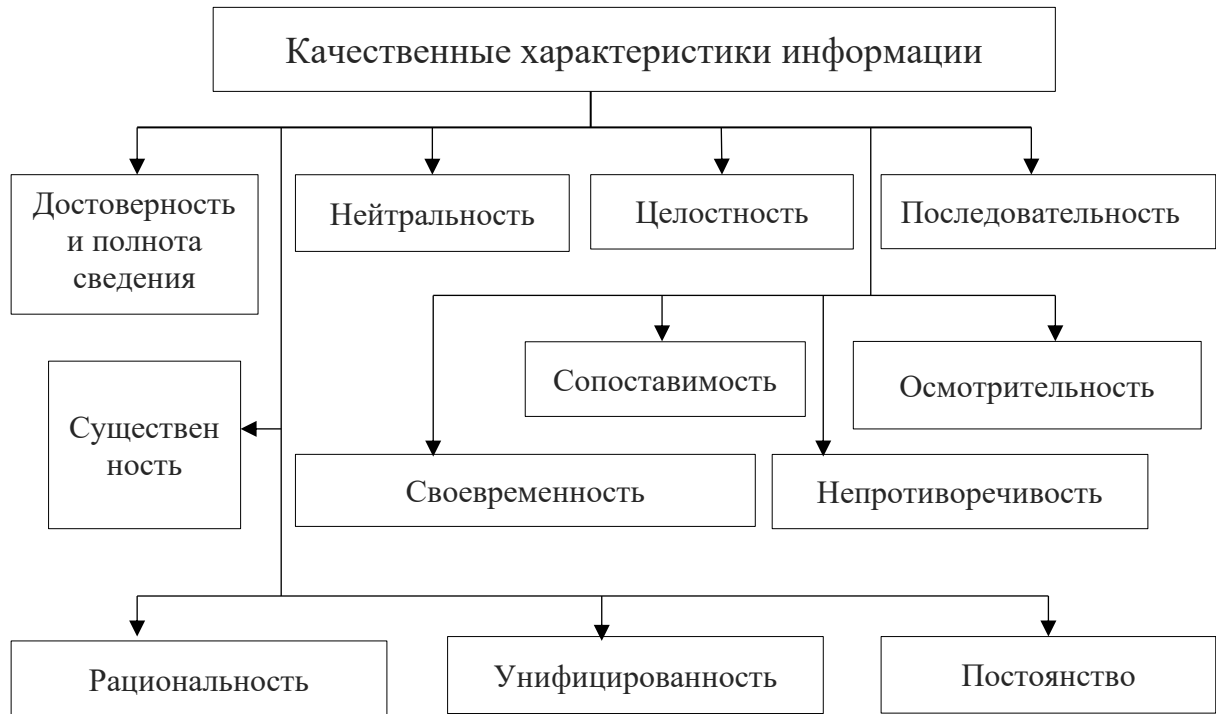 Качественные характеристики информации
Достоверность
и полнота
сведения
Нейтральность
Целостность
Последовательность
Существен
ность
Сопоставимость
Осмотрительность
Своевременность
Непротиворечивость
Рациональность
Унифицированность
Постоянство